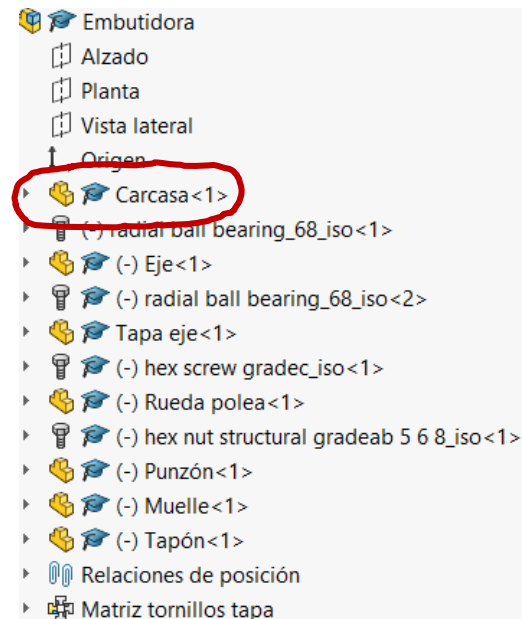 Embutidora
Alzado
Planta
Vista lateral
Origen
Carcasa<1>
(-) radial ball bearing_68_iso<1>
(-) Eje<1>
(-) radial ball bearing_68_iso<2>
Tapa eje<1>
(-) hex screw gradec_iso<1>
(-) Rueda polea<1>
(-) hex nut structural gradeab 5 6 8_iso<1>
(-) Punzón<1>
(-) Muelle<1>
(-) Tapón<1>
Relaciones de posición
Matriz tornillos tapa